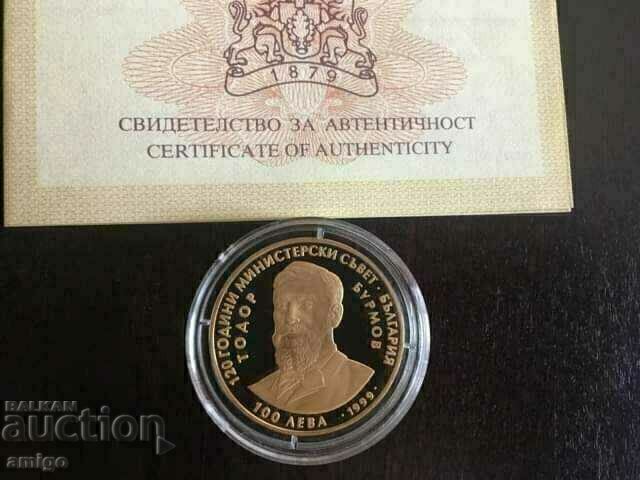 1879
СВИДЕТЕЛСТВО ЗА АВТЕНТИЧНОСТ
CERTIFICATE OF AUTHENTICITY
120 ГОДИНИ МИНИСТЕРСКИ СЪВЕТ · БЪЛГАРИЯ
ТОДОР
БУРМОВ
100 ЛЕВА · 1999 ·
BALKAN
auction
amigo